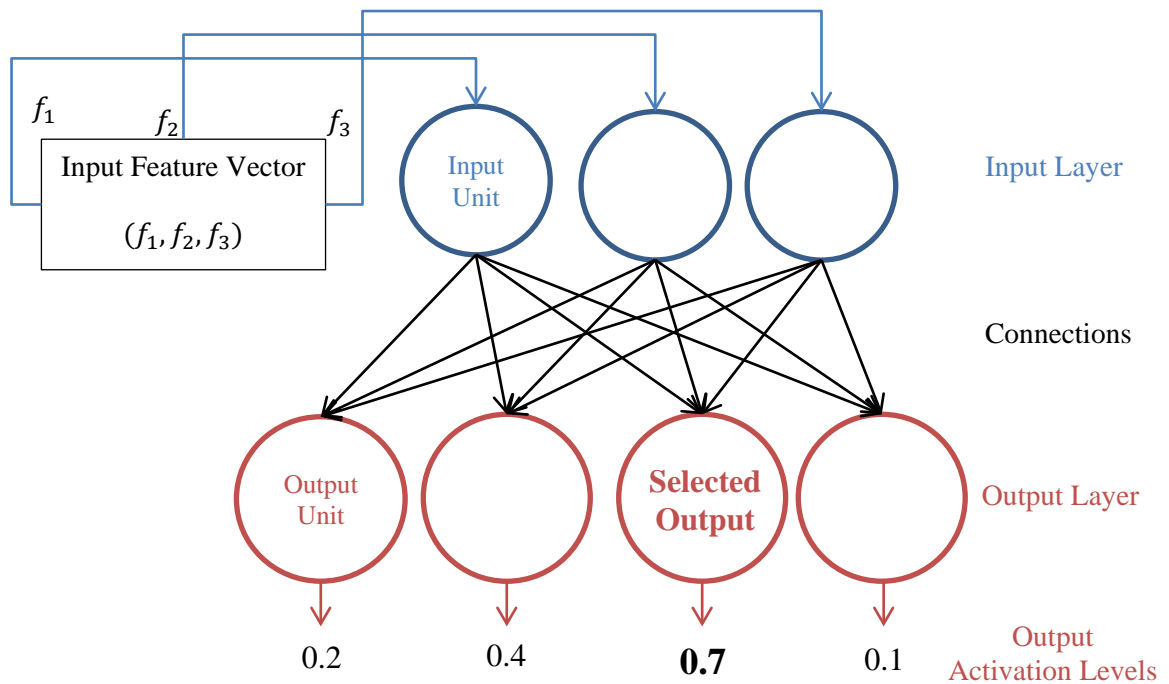 f₁
f₂
f₃
Input Feature Vector
(f₁, f₂, f₃)
Input
Unit
Input Layer
Connections
Output
Unit
Selected
Output
Output Layer
0.2
0.4
0.7
0.1
Output
Activation Levels